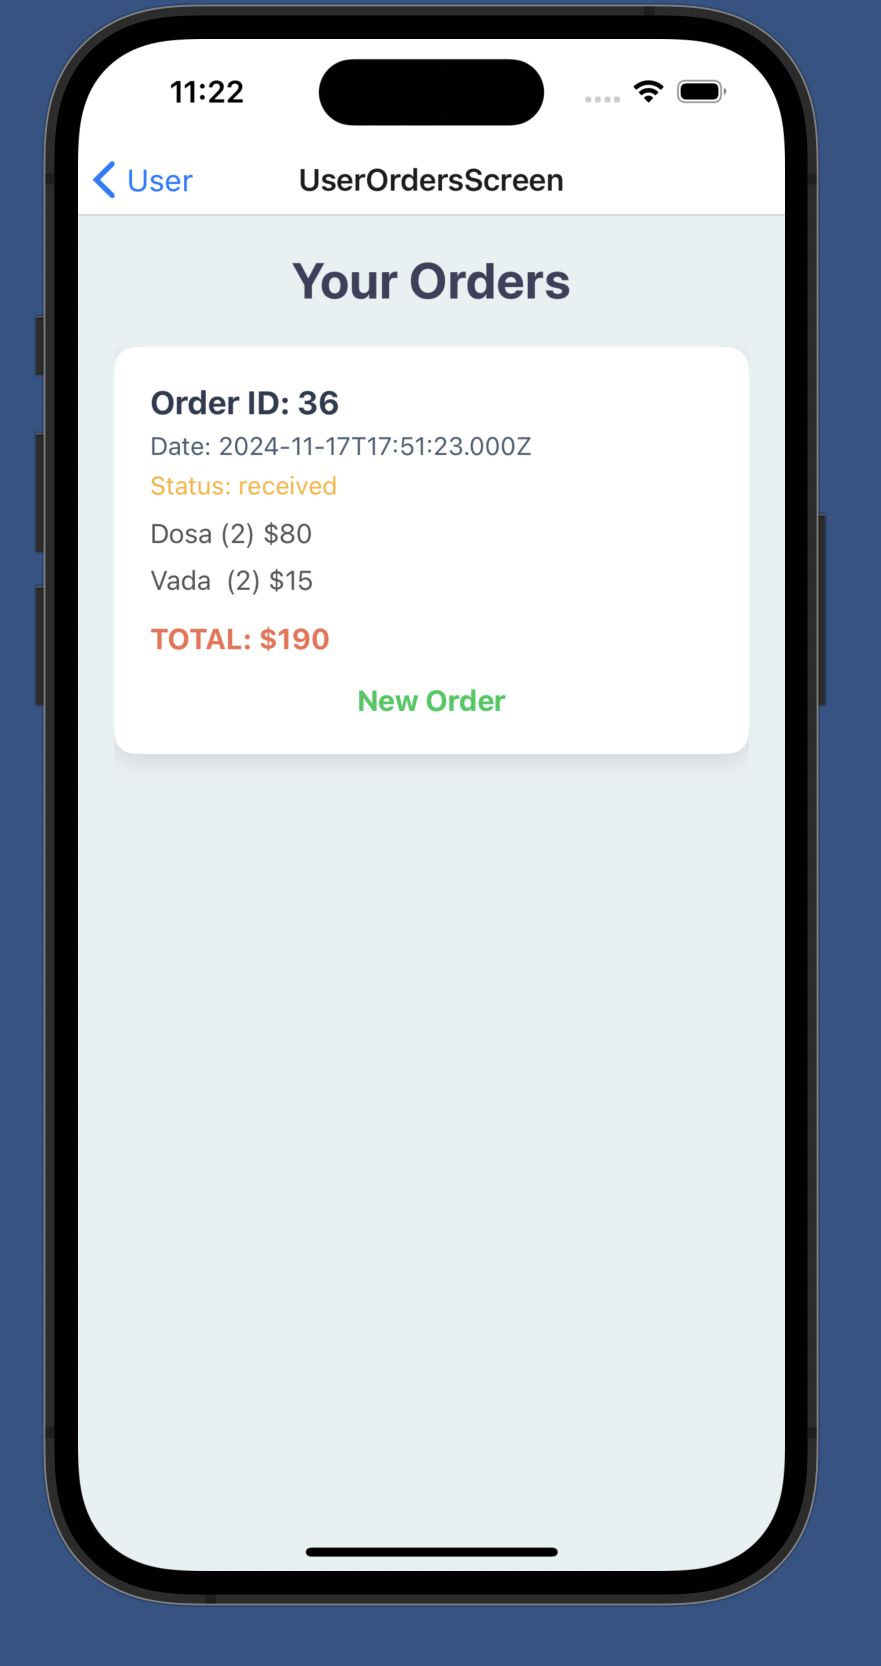 11:22
User UserOrdersScreen
Your Orders
Order ID: 36
Date: 2024-11-17T17:51:23.000Z
Status: received
Dosa (2) $80
Vada  (2) $15
TOTAL: $190
New Order